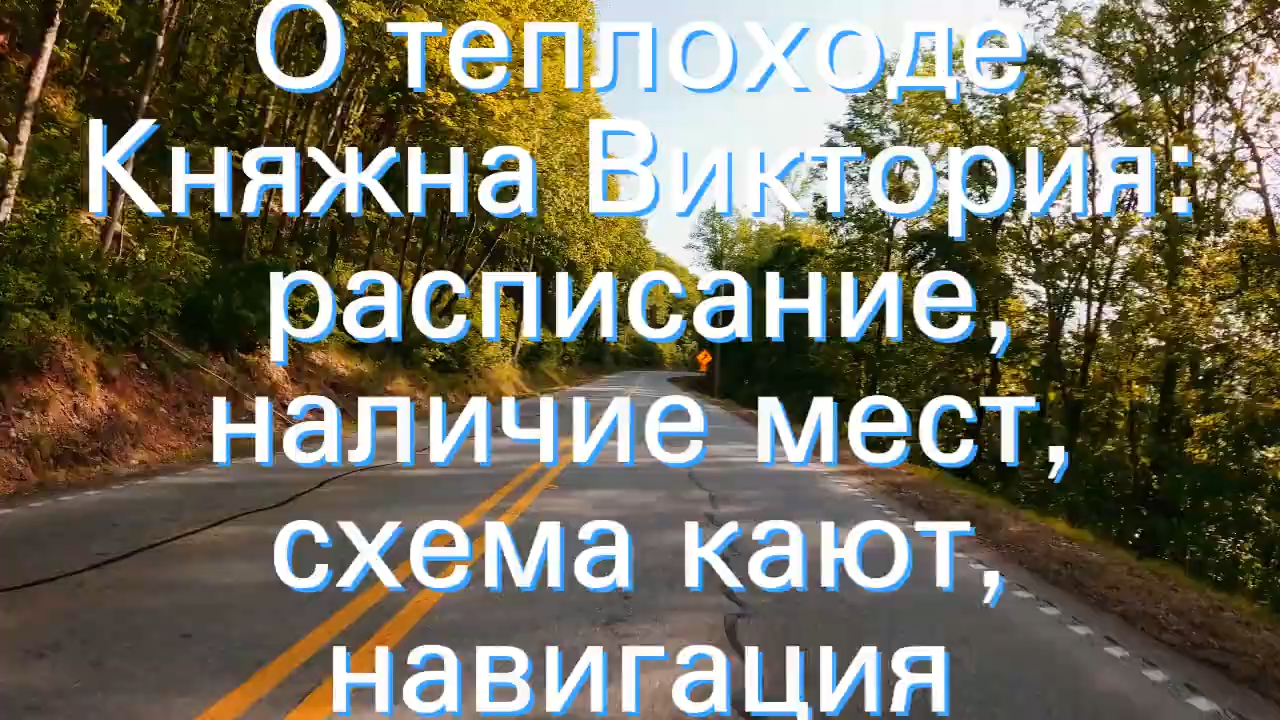 О теплоходе
Княжна Виктория:
расписание,
наличие мест,
схема кают,
навигация